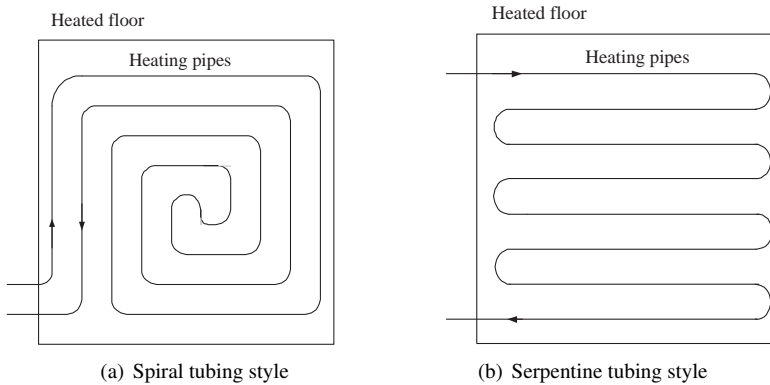 Heated floor
Heating pipes
(a) Spiral tubing style
Heated floor
Heating pipes
(b) Serpentine tubing style